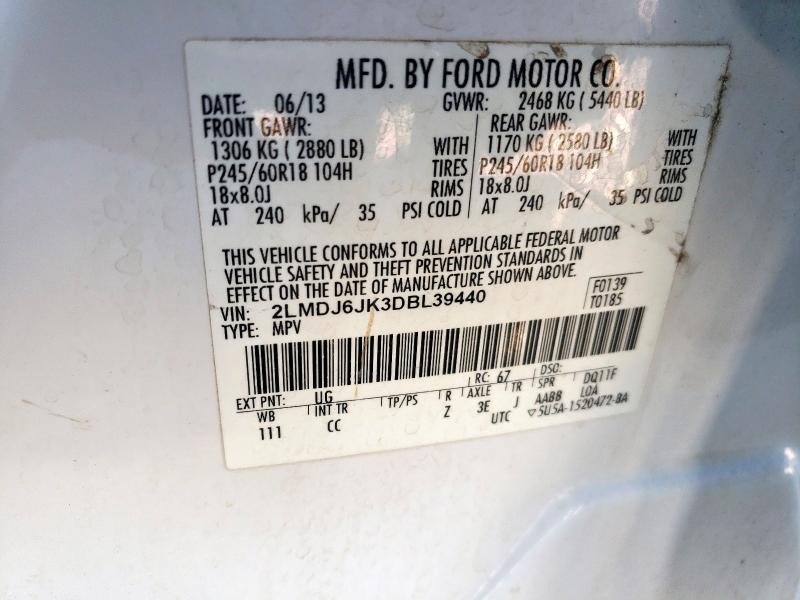 MFD. BY FORD MOTOR CO.
DATE: 06/13 GVWR: 2468 KG ( 5440 LB)
FRONT GAWR: REAR GAWR:
1306 KG ( 2880 LB) WITH 1170 KG ( 2580 LB) WITH
P245/60R18 104H TIRES P245/60R18 104H TIRES
18x8.0J RIMS 18x8.0J RIMS
AT 240 kPa/ 35 PSI COLD AT 240 kPa/ 35 PSI COLD
THIS VEHICLE CONFORMS TO ALL APPLICABLE FEDERAL MOTOR
VEHICLE SAFETY AND THEFT PREVENTION STANDARDS IN
EFFECT ON THE DATE OF MANUFACTURE SHOWN ABOVE.
VIN: 2LMDJ6JK3DBL39440 F0139
TYPE: MPV T0185
EXT PNT: UG RC: 67 DSO: DQ11F
WB INT TR TP/PS R AXLE TR SPR LOA
111 CC Z 3E J AABB
UTC ▽5U5A-1520472-BA